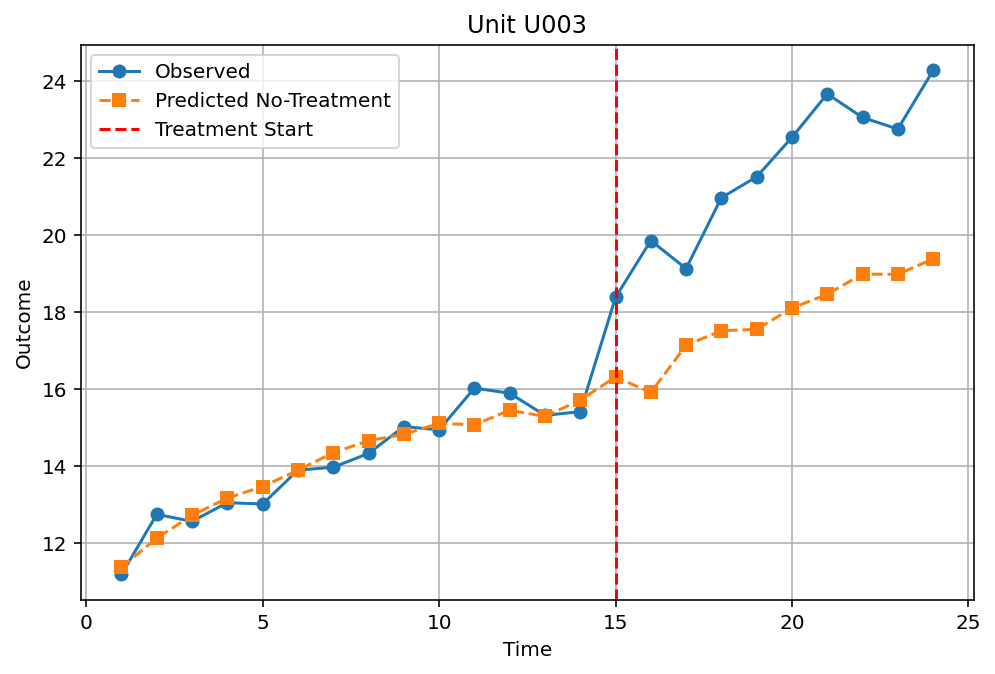 Unit U003
Observed
Predicted No-Treatment
Treatment Start
Outcome
24
22
20
18
16
14
12
0 5 10 15 20 25
Time